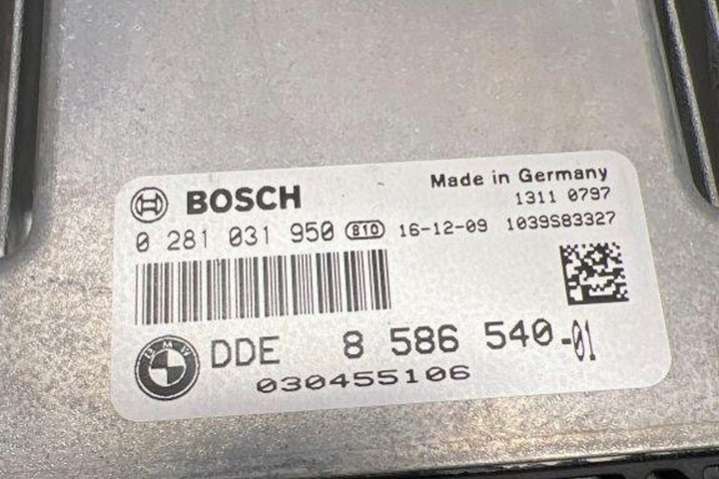 BOSCH
Made in Germany
1311 0797
0 281 031 950 810 16-12-09 1039S83327
BMW
DDE 8 586 540-01
030455106